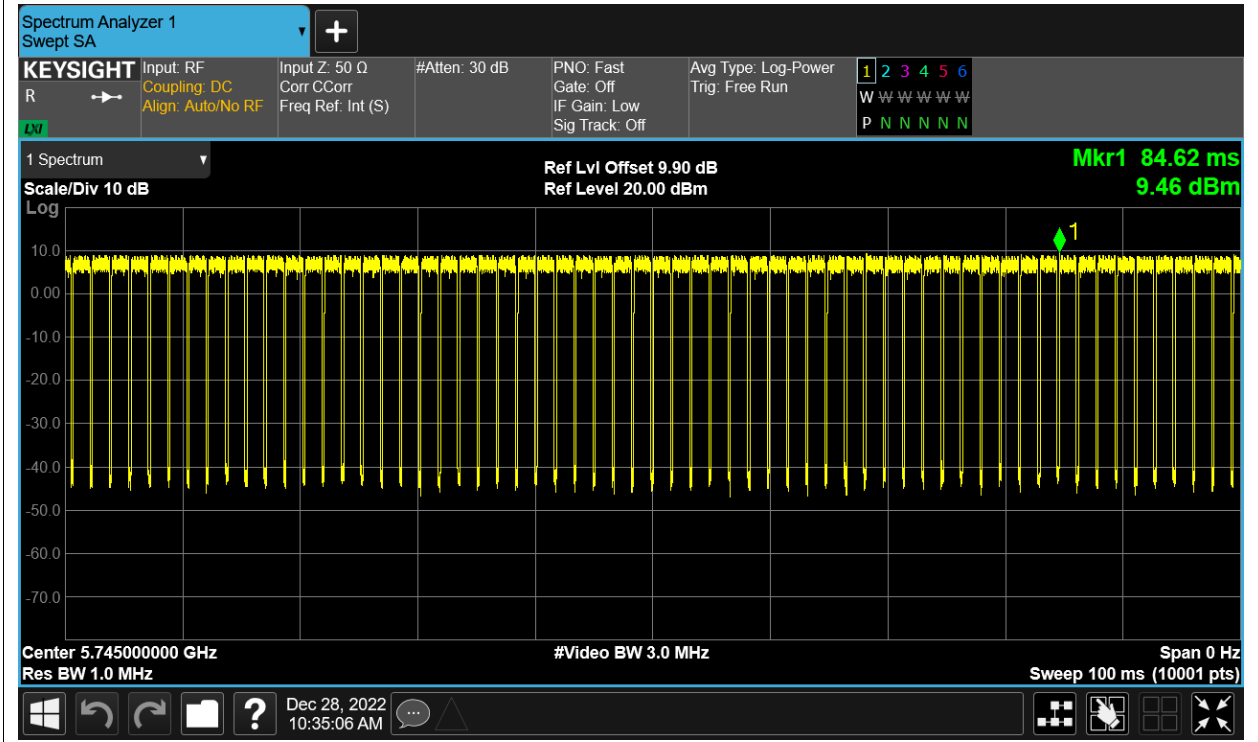 Spectrum Analyzer 1
Swept SA
KEYSIGHT
R
LXI
Input: RF
Coupling: DC
Align: Auto/No RF
Input Z: 50 Ω
Corr CCorr
Freq Ref: Int (S)
#Atten: 30 dB
PNO: Fast
Gate: Off
IF Gain: Low
Sig Track: Off
Avg Type: Log-Power
Trig: Free Run
1 2 3 4 5 6
W W W W W W
P N N N N N
1 Spectrum
Scale/Div 10 dB
Log
Ref Lvl Offset 9.90 dB
Ref Level 20.00 dBm
Mkr1 84.62 ms
9.46 dBm
1
10.0
0.00
-10.0
-20.0
-30.0
-40.0
-50.0
-60.0
-70.0
Center 5.745000000 GHz
Res BW 1.0 MHz
#Video BW 3.0 MHz
Span 0 Hz
Sweep 100 ms (10001 pts)
?
Dec 28, 2022
10:35:06 AM